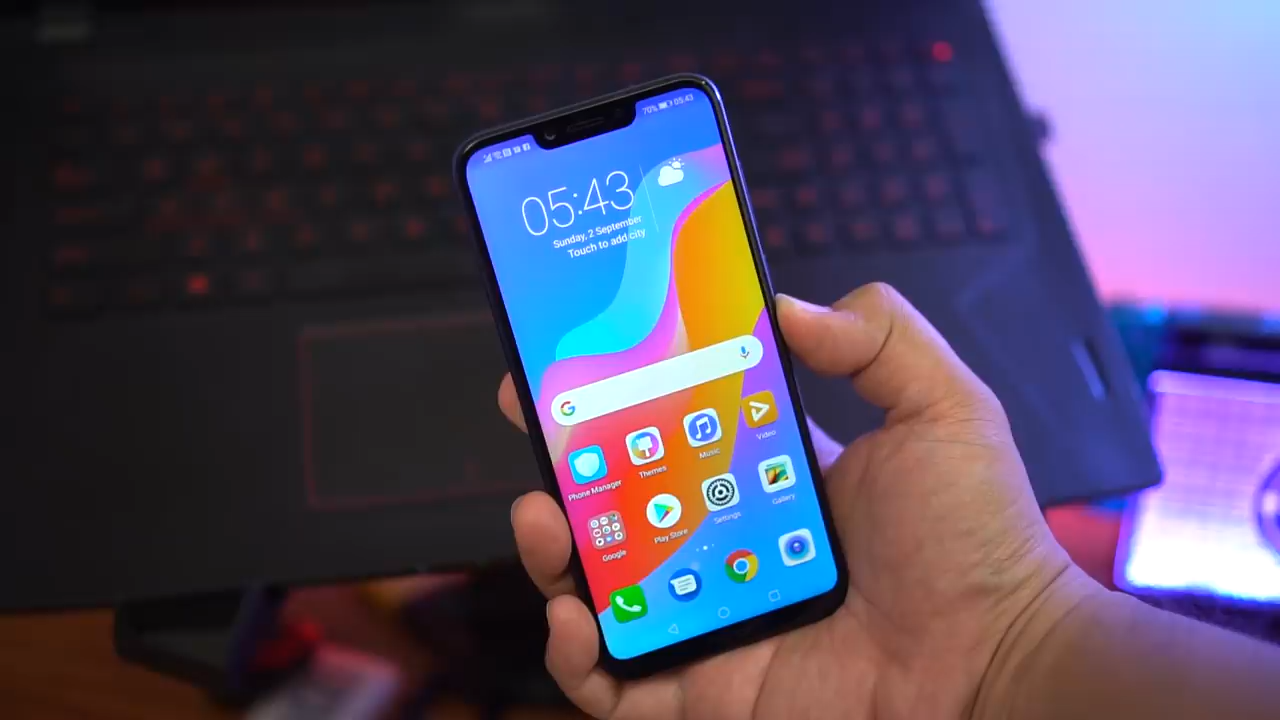 70% 05:43
05:43
Sunday, 2 September
Touch to add city
Phone Manager
Themes
Music
Video
Google
Play Store
Settings
Gallery